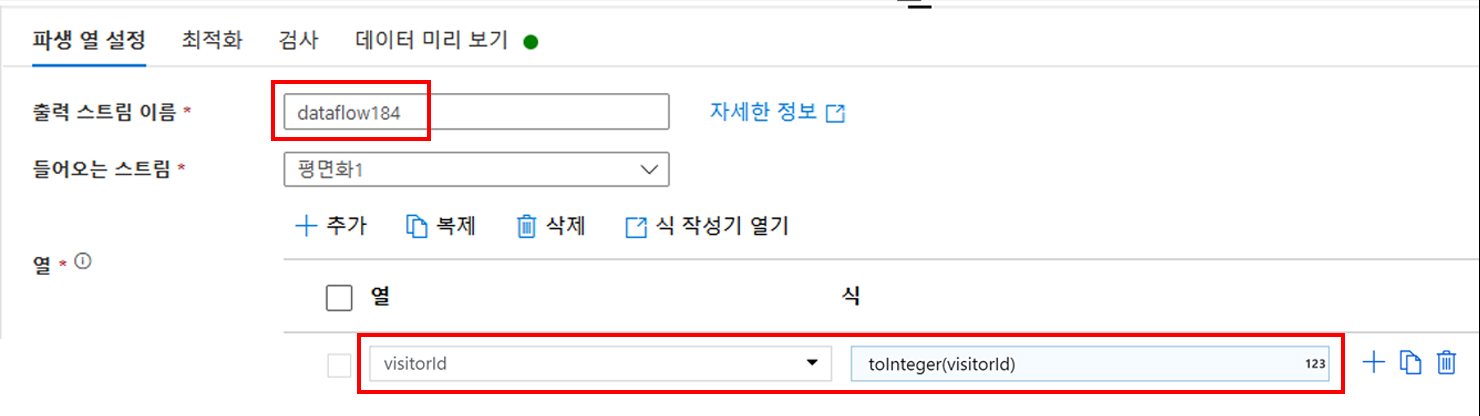 파생 열 설정 최적화 검사 데이터 미리 보기
출력 스트림 이름 * dataflow184 자세한 정보
들어오는 스트림 * 평면화1
추가 복제 삭제 식 작성기 열기
열 *
열 식
visitorId toInteger(visitorId) 123